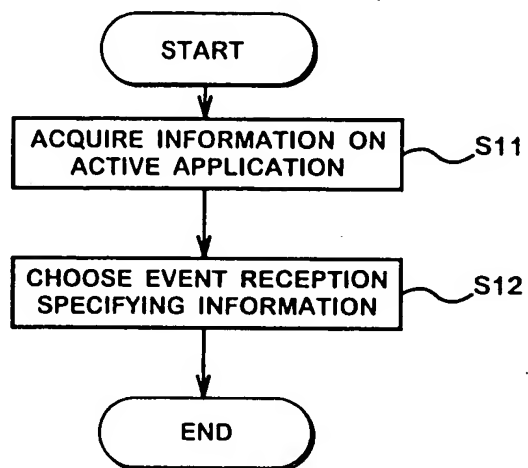 START
ACQUIRE INFORMATION ON
ACTIVE APPLICATION
S11
CHOOSE EVENT RECEPTION
SPECIFYING INFORMATION
S12
END